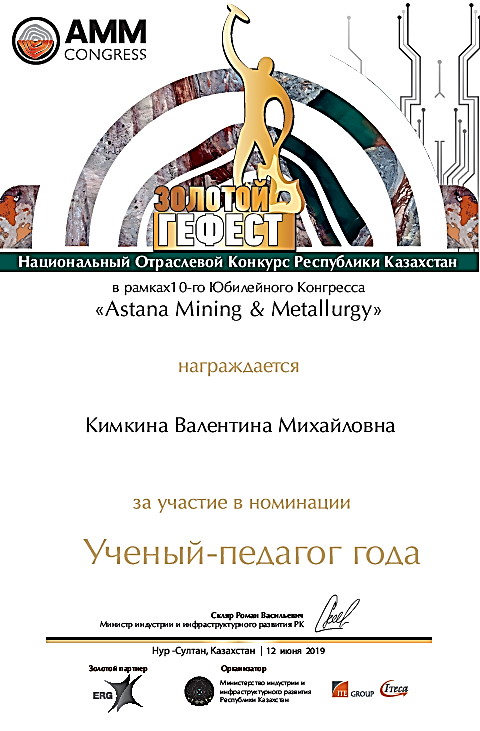 AMM
CONGRESS
ЗОЛОТОЙ
ГЕФЕСТ
Национальный Отраслевой Конкурс Республики Казахстан
в рамках10-го Юбилейного Конгресса
«Astana Mining & Metallurgy»
награждается
Кимкина Валентина Михайловна
за участие в номинации
Ученый-педагог года
Скляр Роман Васильевич
Министр индустрии и инфраструктурного развития РК
Нур -Султан, Казахстан | 12 июня 2019
Золотой партнер
Организатор
ERG
Министерство индустрии и
инфраструктурного развития
Республики Казахстан
ITE GROUP
Iteca